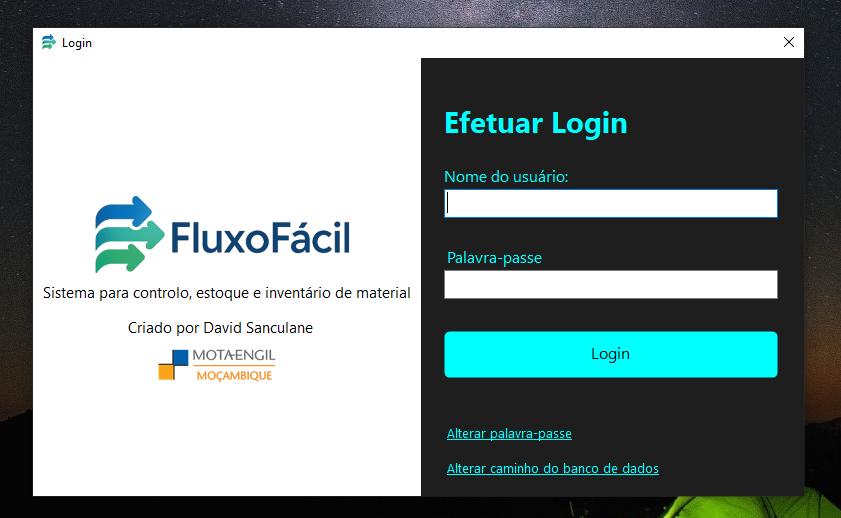 Login
FluxoFácil
Sistema para controlo, estoque e inventário de material
Criado por David Sanculane
MOTA-ENGIL
MOÇAMBIQUE
Efetuar Login
Nome do usuário:
Palavra-passe
Login
Alterar palavra-passe
Alterar caminho do banco de dados